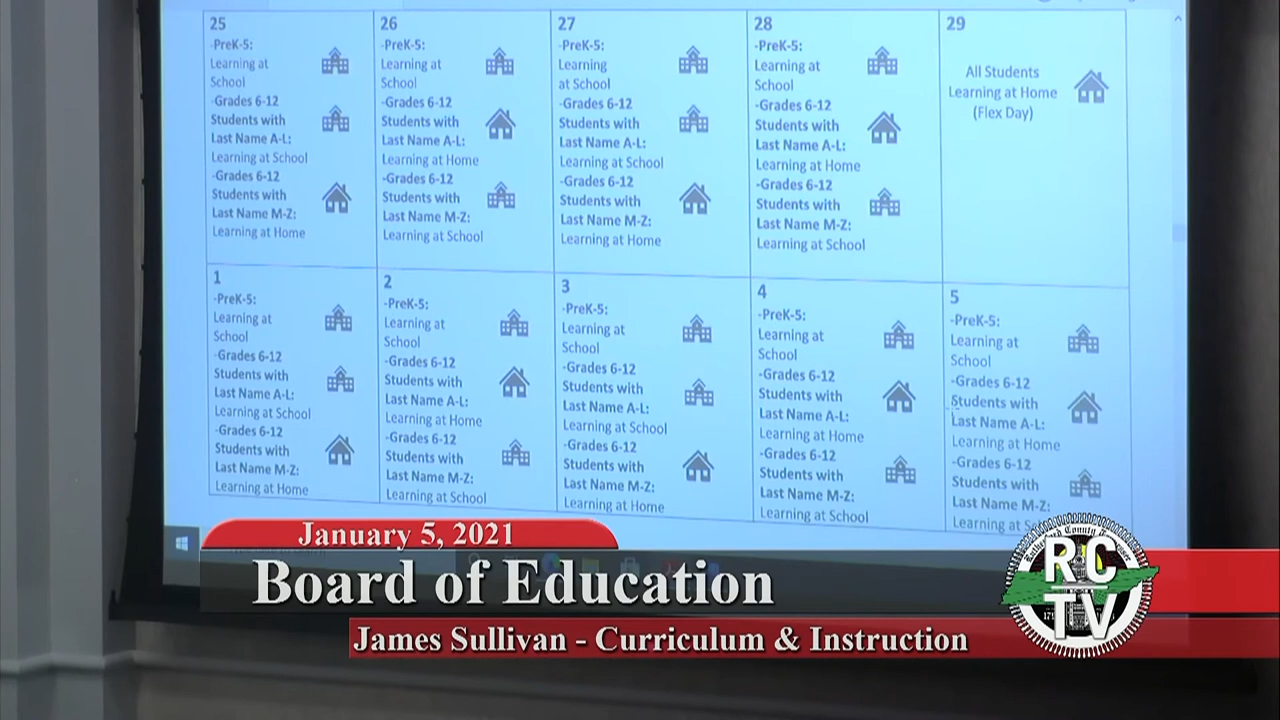 25
-PreK-5:
Learning at
School
-Grades 6-12
Students with
Last Name A-L:
Learning at School
-Grades 6-12
Students with
Last Name M-Z:
Learning at Home
26
-PreK-5:
Learning at
School
-Grades 6-12
Students with
Last Name A-L:
Learning at Home
-Grades 6-12
Students with
Last Name M-Z:
Learning at School
27
-PreK-5:
Learning
at School
-Grades 6-12
Students with
Last Name A-L:
Learning at School
-Grades 6-12
Students with
Last Name M-Z:
Learning at Home
28
-PreK-5:
Learning at
School
-Grades 6-12
Students with
Last Name A-L:
Learning at Home
-Grades 6-12
Students with
Last Name M-Z:
Learning at School
29
All Students
Learning at Home
(Flex Day)
1
-PreK-5:
Learning at
School
-Grades 6-12
Students with
Last Name A-L:
Learning at School
-Grades 6-12
Students with
Last Name M-Z:
Learning at Home
2
-PreK-5:
Learning at
School
-Grades 6-12
Students with
Last Name A-L:
Learning at Home
-Grades 6-12
Students with
Last Name M-Z:
Learning at School
3
-PreK-5:
Learning at
School
-Grades 6-12
Students with
Last Name A-L:
Learning at School
-Grades 6-12
Students with
Last Name M-Z:
Learning at Home
4
-PreK-5:
Learning at
School
-Grades 6-12
Students with
Last Name A-L:
Learning at Home
-Grades 6-12
Students with
Last Name M-Z:
Learning at School
5
-PreK-5:
Learning at
School
-Grades 6-12
Students with
Last Name A-L:
Learning at Home
-Grades 6-12
Students with
Last Name M-Z:
Learning at
January 5, 2021
Board of Education
James Sullivan - Curriculum & Instruction
RC
TV